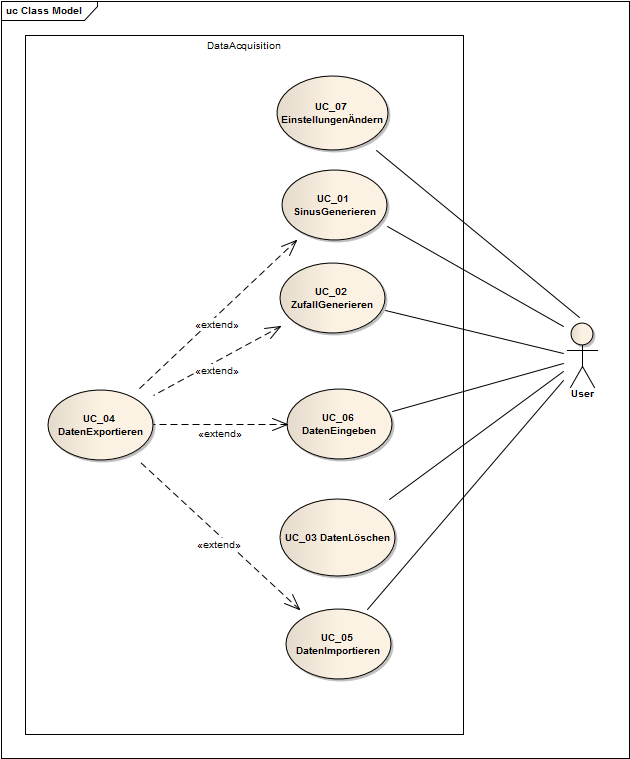 uc Class Model
DataAcquisition
UC_07
EinstellungenÄndern
UC_01
SinusGenerieren
UC_02
ZufallGenerieren
«extend»
«extend»
User
UC_04
DatenExportieren
UC_06
DatenEingeben
«extend»
UC_03 DatenLöschen
«extend»
UC_05
DatenImportieren